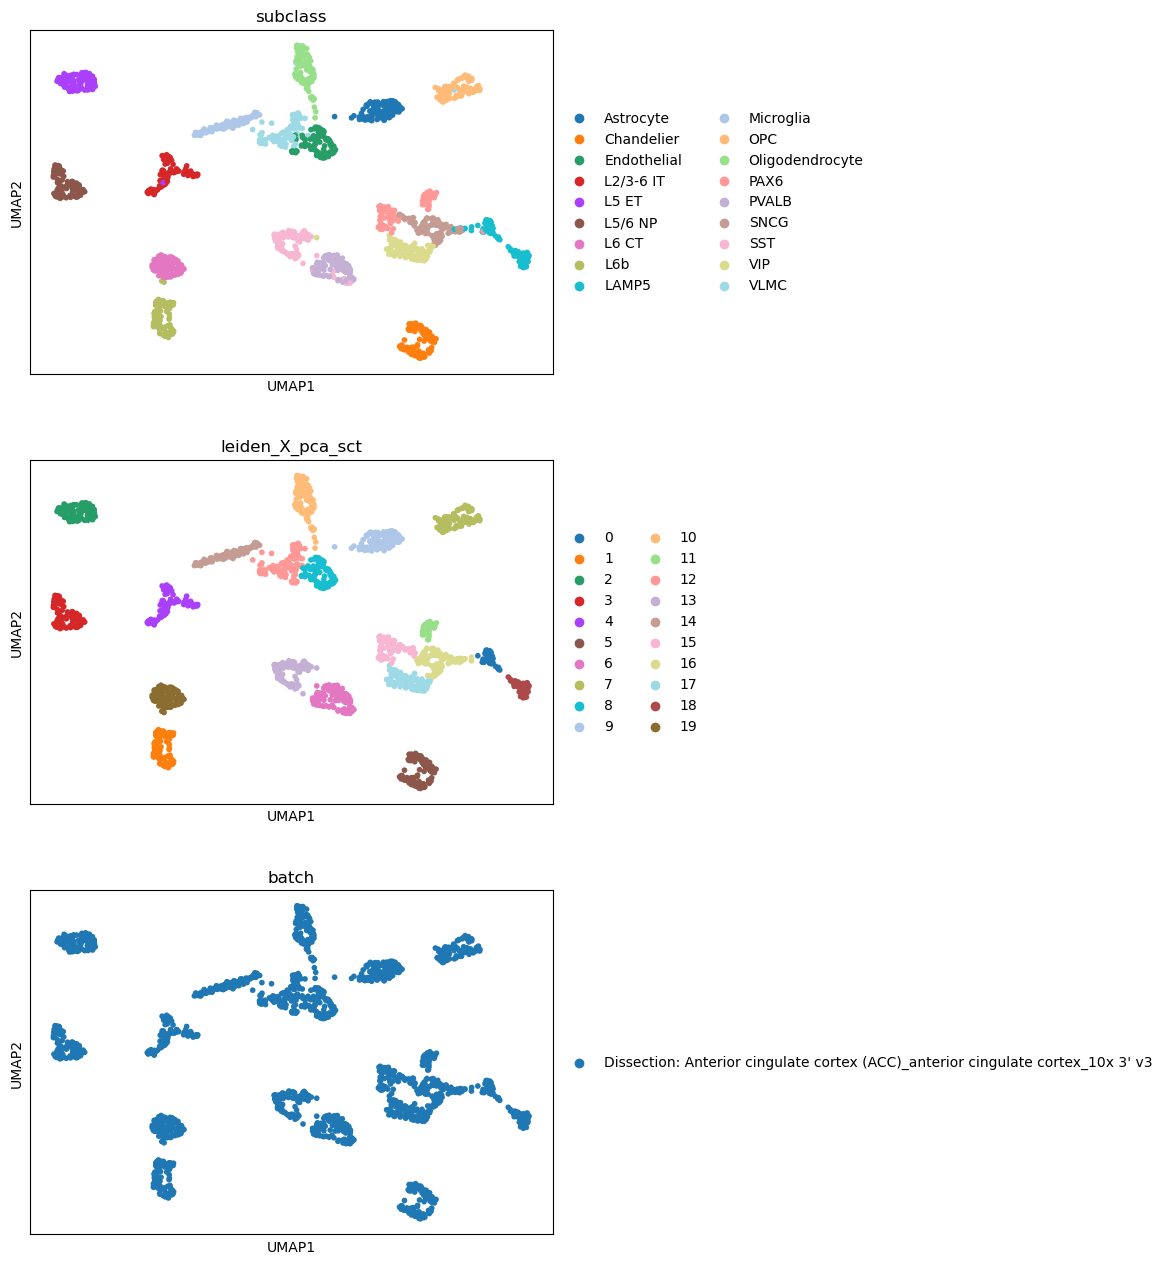 subclass
UMAP2
UMAP1
Astrocyte
Chandelier
Endothelial
L2/3-6 IT
L5 ET
L5/6 NP
L6 CT
L6b
LAMP5
Microglia
OPC
Oligodendrocyte
PAX6
PVALB
SNCG
SST
VIP
VLMC
leiden_X_pca_sct
UMAP2
UMAP1
0
1
2
3
4
5
6
7
8
9
10
11
12
13
14
15
16
17
18
19
batch
UMAP2
UMAP1
Dissection: Anterior cingulate cortex (ACC)_anterior cingulate cortex_10x 3' v3